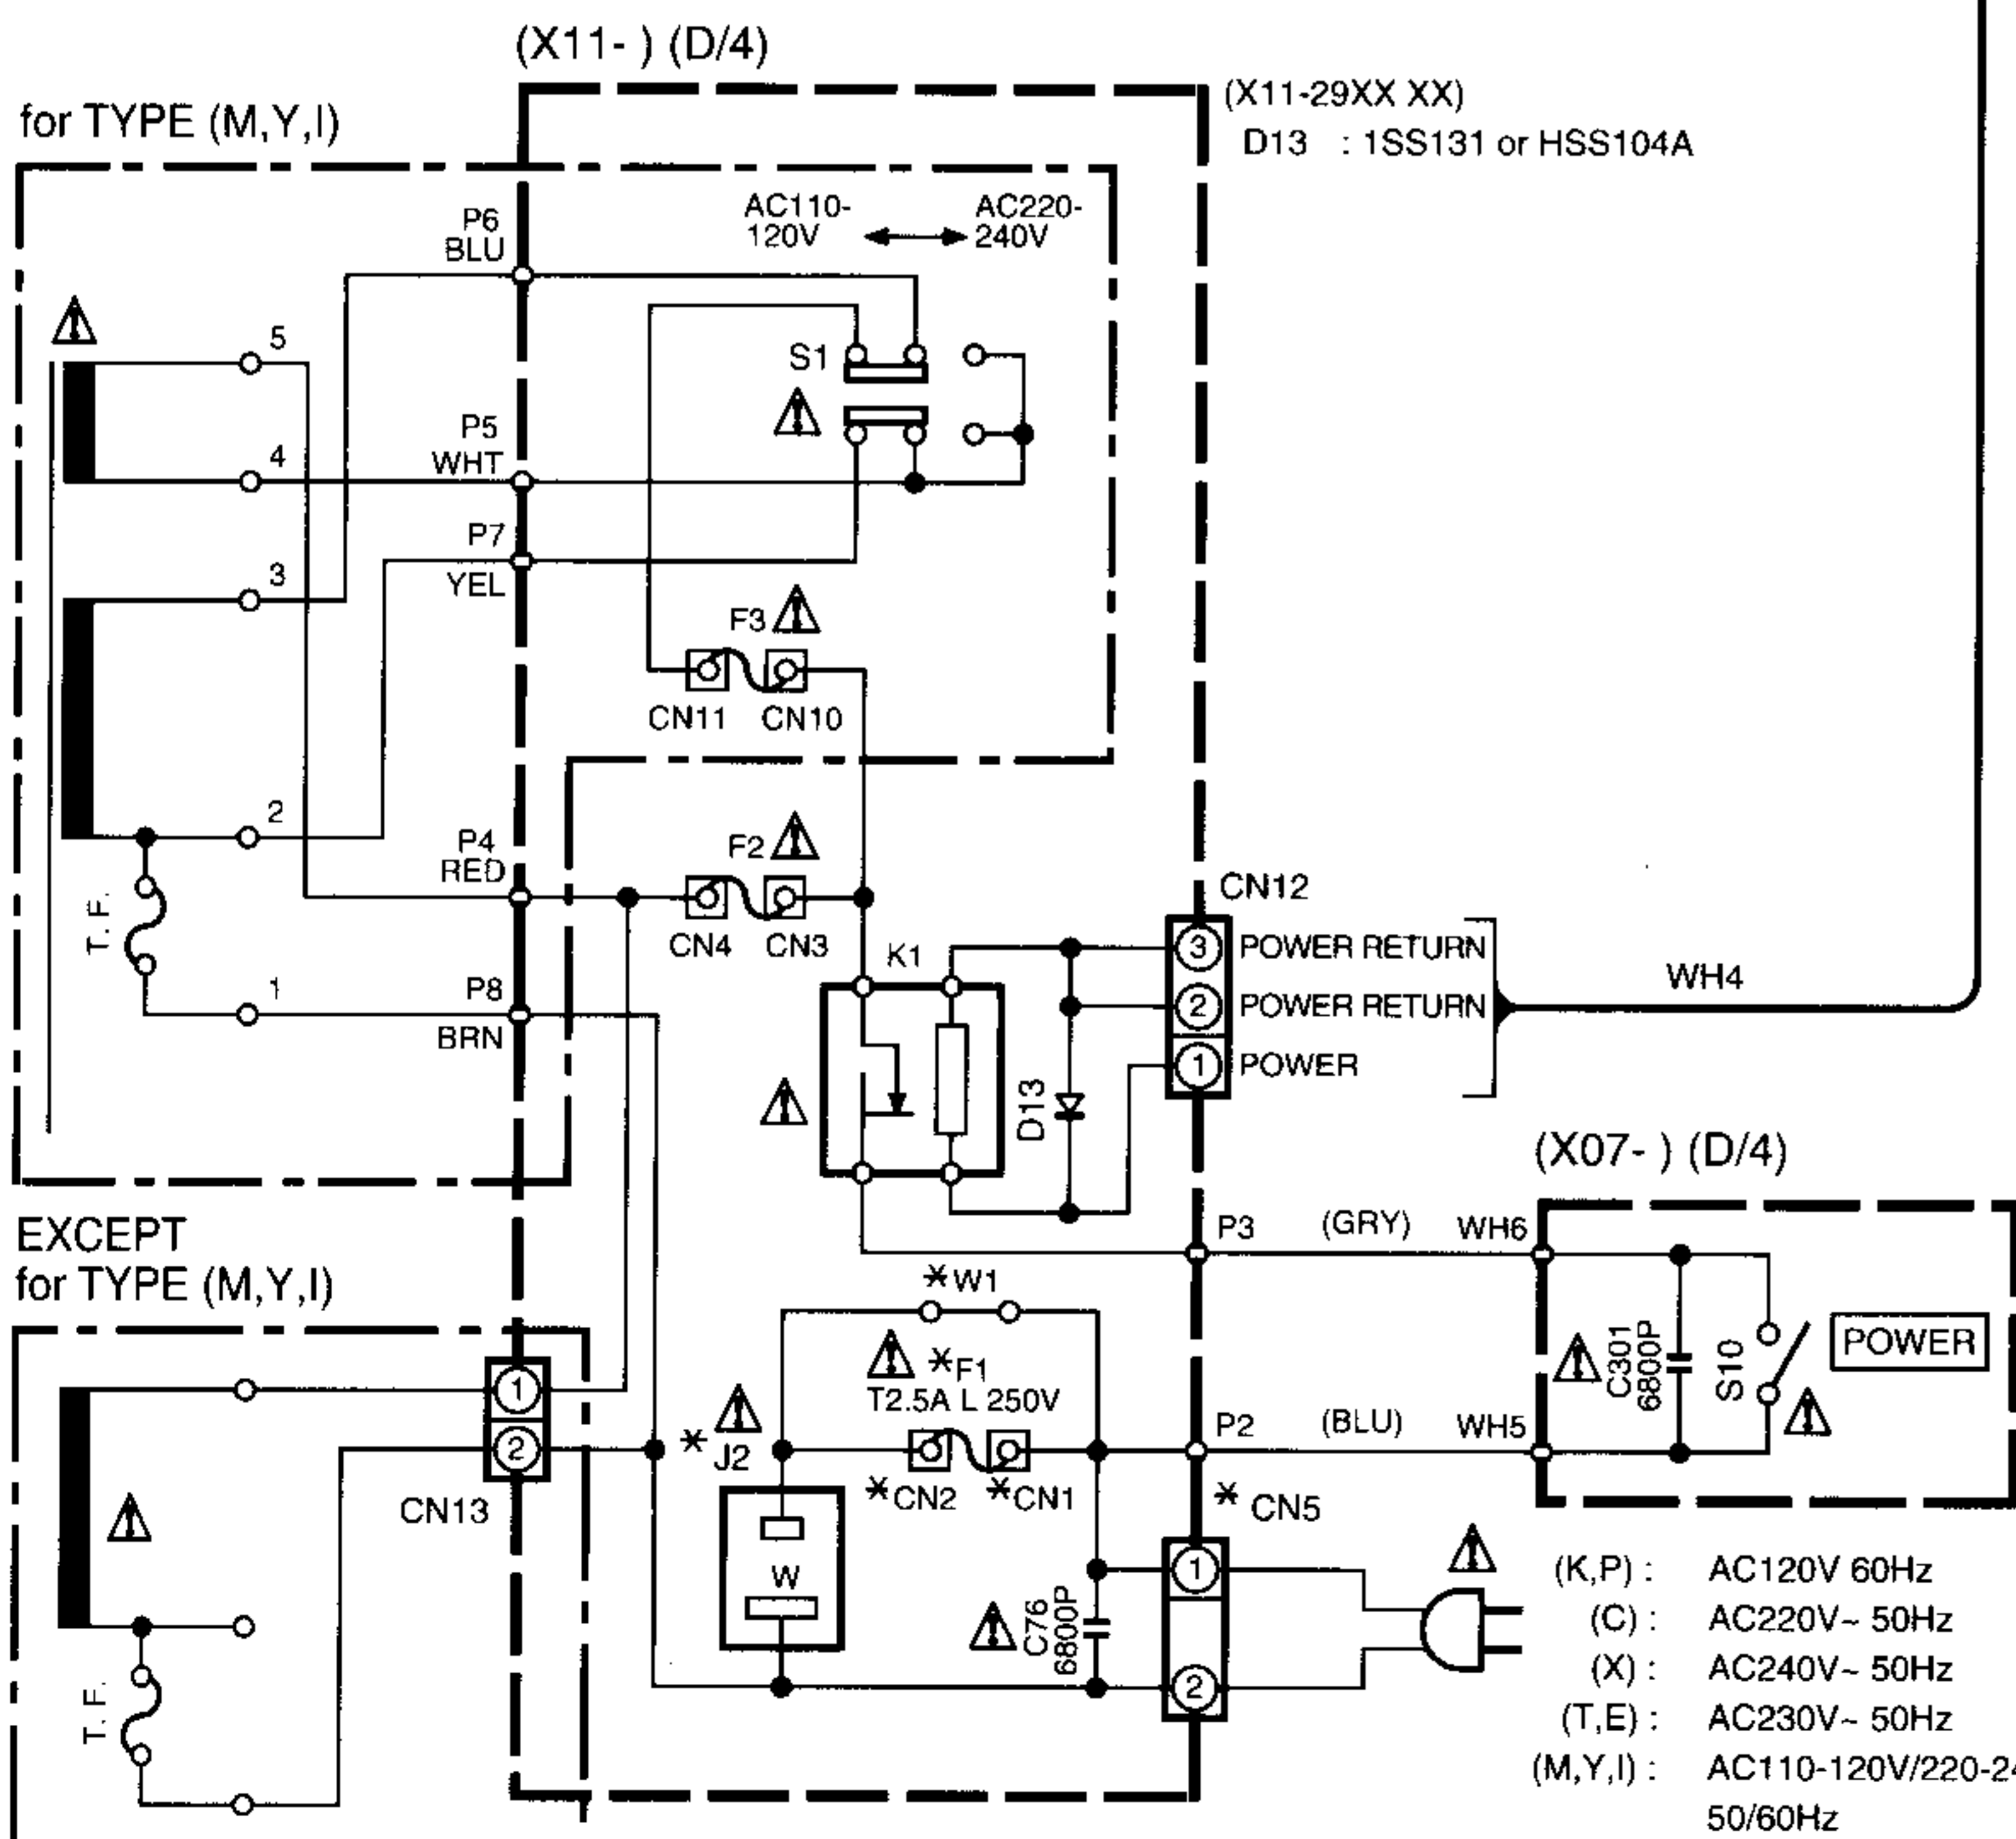 (X11- ) (D/4)
(X11-29XX XX)
D13 : 1SS131 or HSS104A
for TYPE (M,Y,I)
AC110-
120V
AC220-
240V
P6
BLU
5
S1
P5
WHT
4
P7
YEL
3
F3
CN11
CN10
2
P4
RED
F2
CN4
CN3
T. F.
1
P8
BRN
K1
D13
CN12
3
POWER RETURN
2
POWER RETURN
1
POWER
WH4
(X07- ) (D/4)
EXCEPT
for TYPE (M,Y,I)
P3
(GRY)
WH6
*W1
*F1
T2.5A L 250V
C301
6800P
S10
POWER
1
2
CN13
* J2
*CN2
*CN1
P2
(BLU)
WH5
* CN5
W
C76
6800P
1
2
T. F.
(K,P) : AC120V 60Hz
(C) : AC220V~ 50Hz
(X) : AC240V~ 50Hz
(T,E) : AC230V~ 50Hz
(M,Y,I) : AC110-120V/220-24
50/60Hz